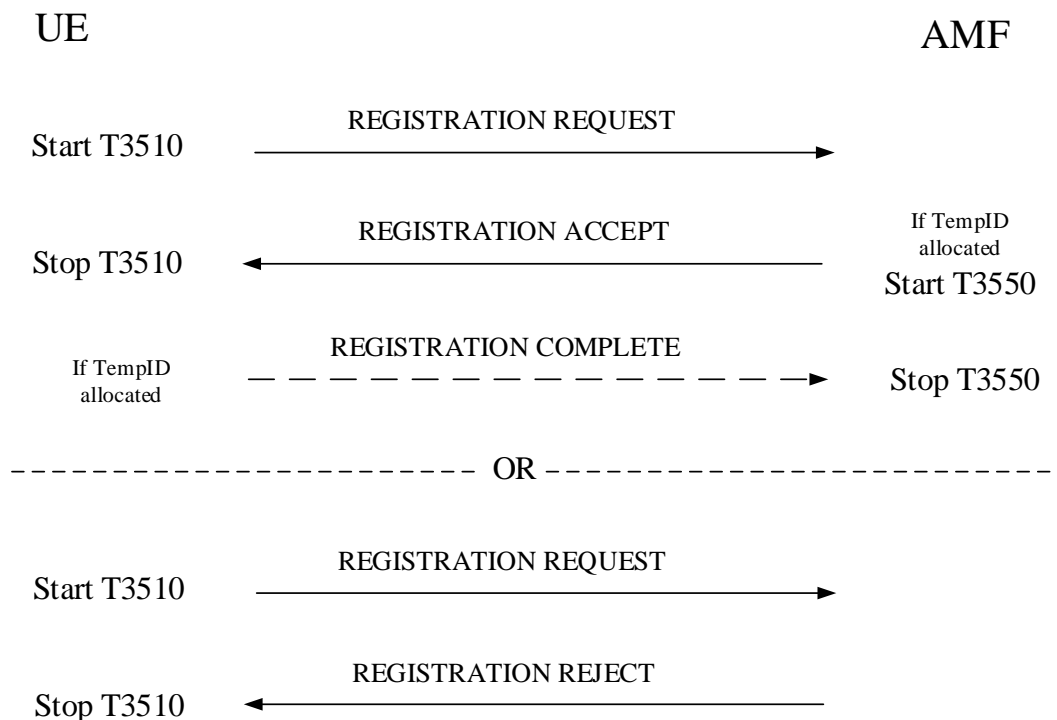 UE
AMF
REGISTRATION REQUEST
Start T3510
REGISTRATION ACCEPT
If TempID
allocated
Stop T3510
Start T3550
REGISTRATION COMPLETE
If TempID
allocated
Stop T3550
OR
REGISTRATION REQUEST
Start T3510
REGISTRATION REJECT
Stop T3510